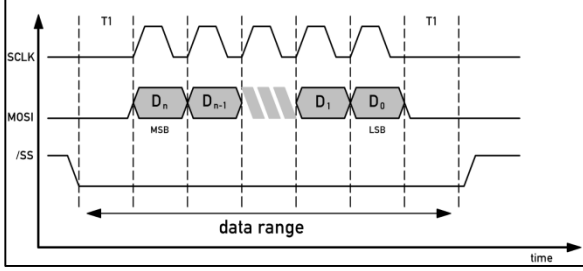 T1 T1
SCLK
MOSI Dn Dn-1 D1 D0
MSB LSB
/SS
data range
time